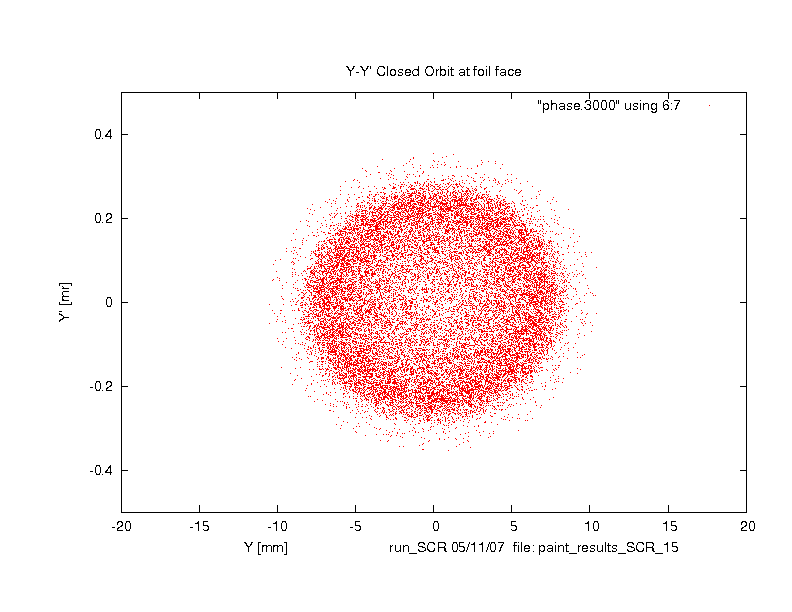 Y-Y' Closed Orbit at foil face
"phase.3000" using 6:7
0.4
0.2
0
-0.2
-0.4
Y' [mr]
-20 -15 -10 -5 0 5 10 15 20
Y [mm] run_SCR 05/11/07 file: paint_results_SCR_15